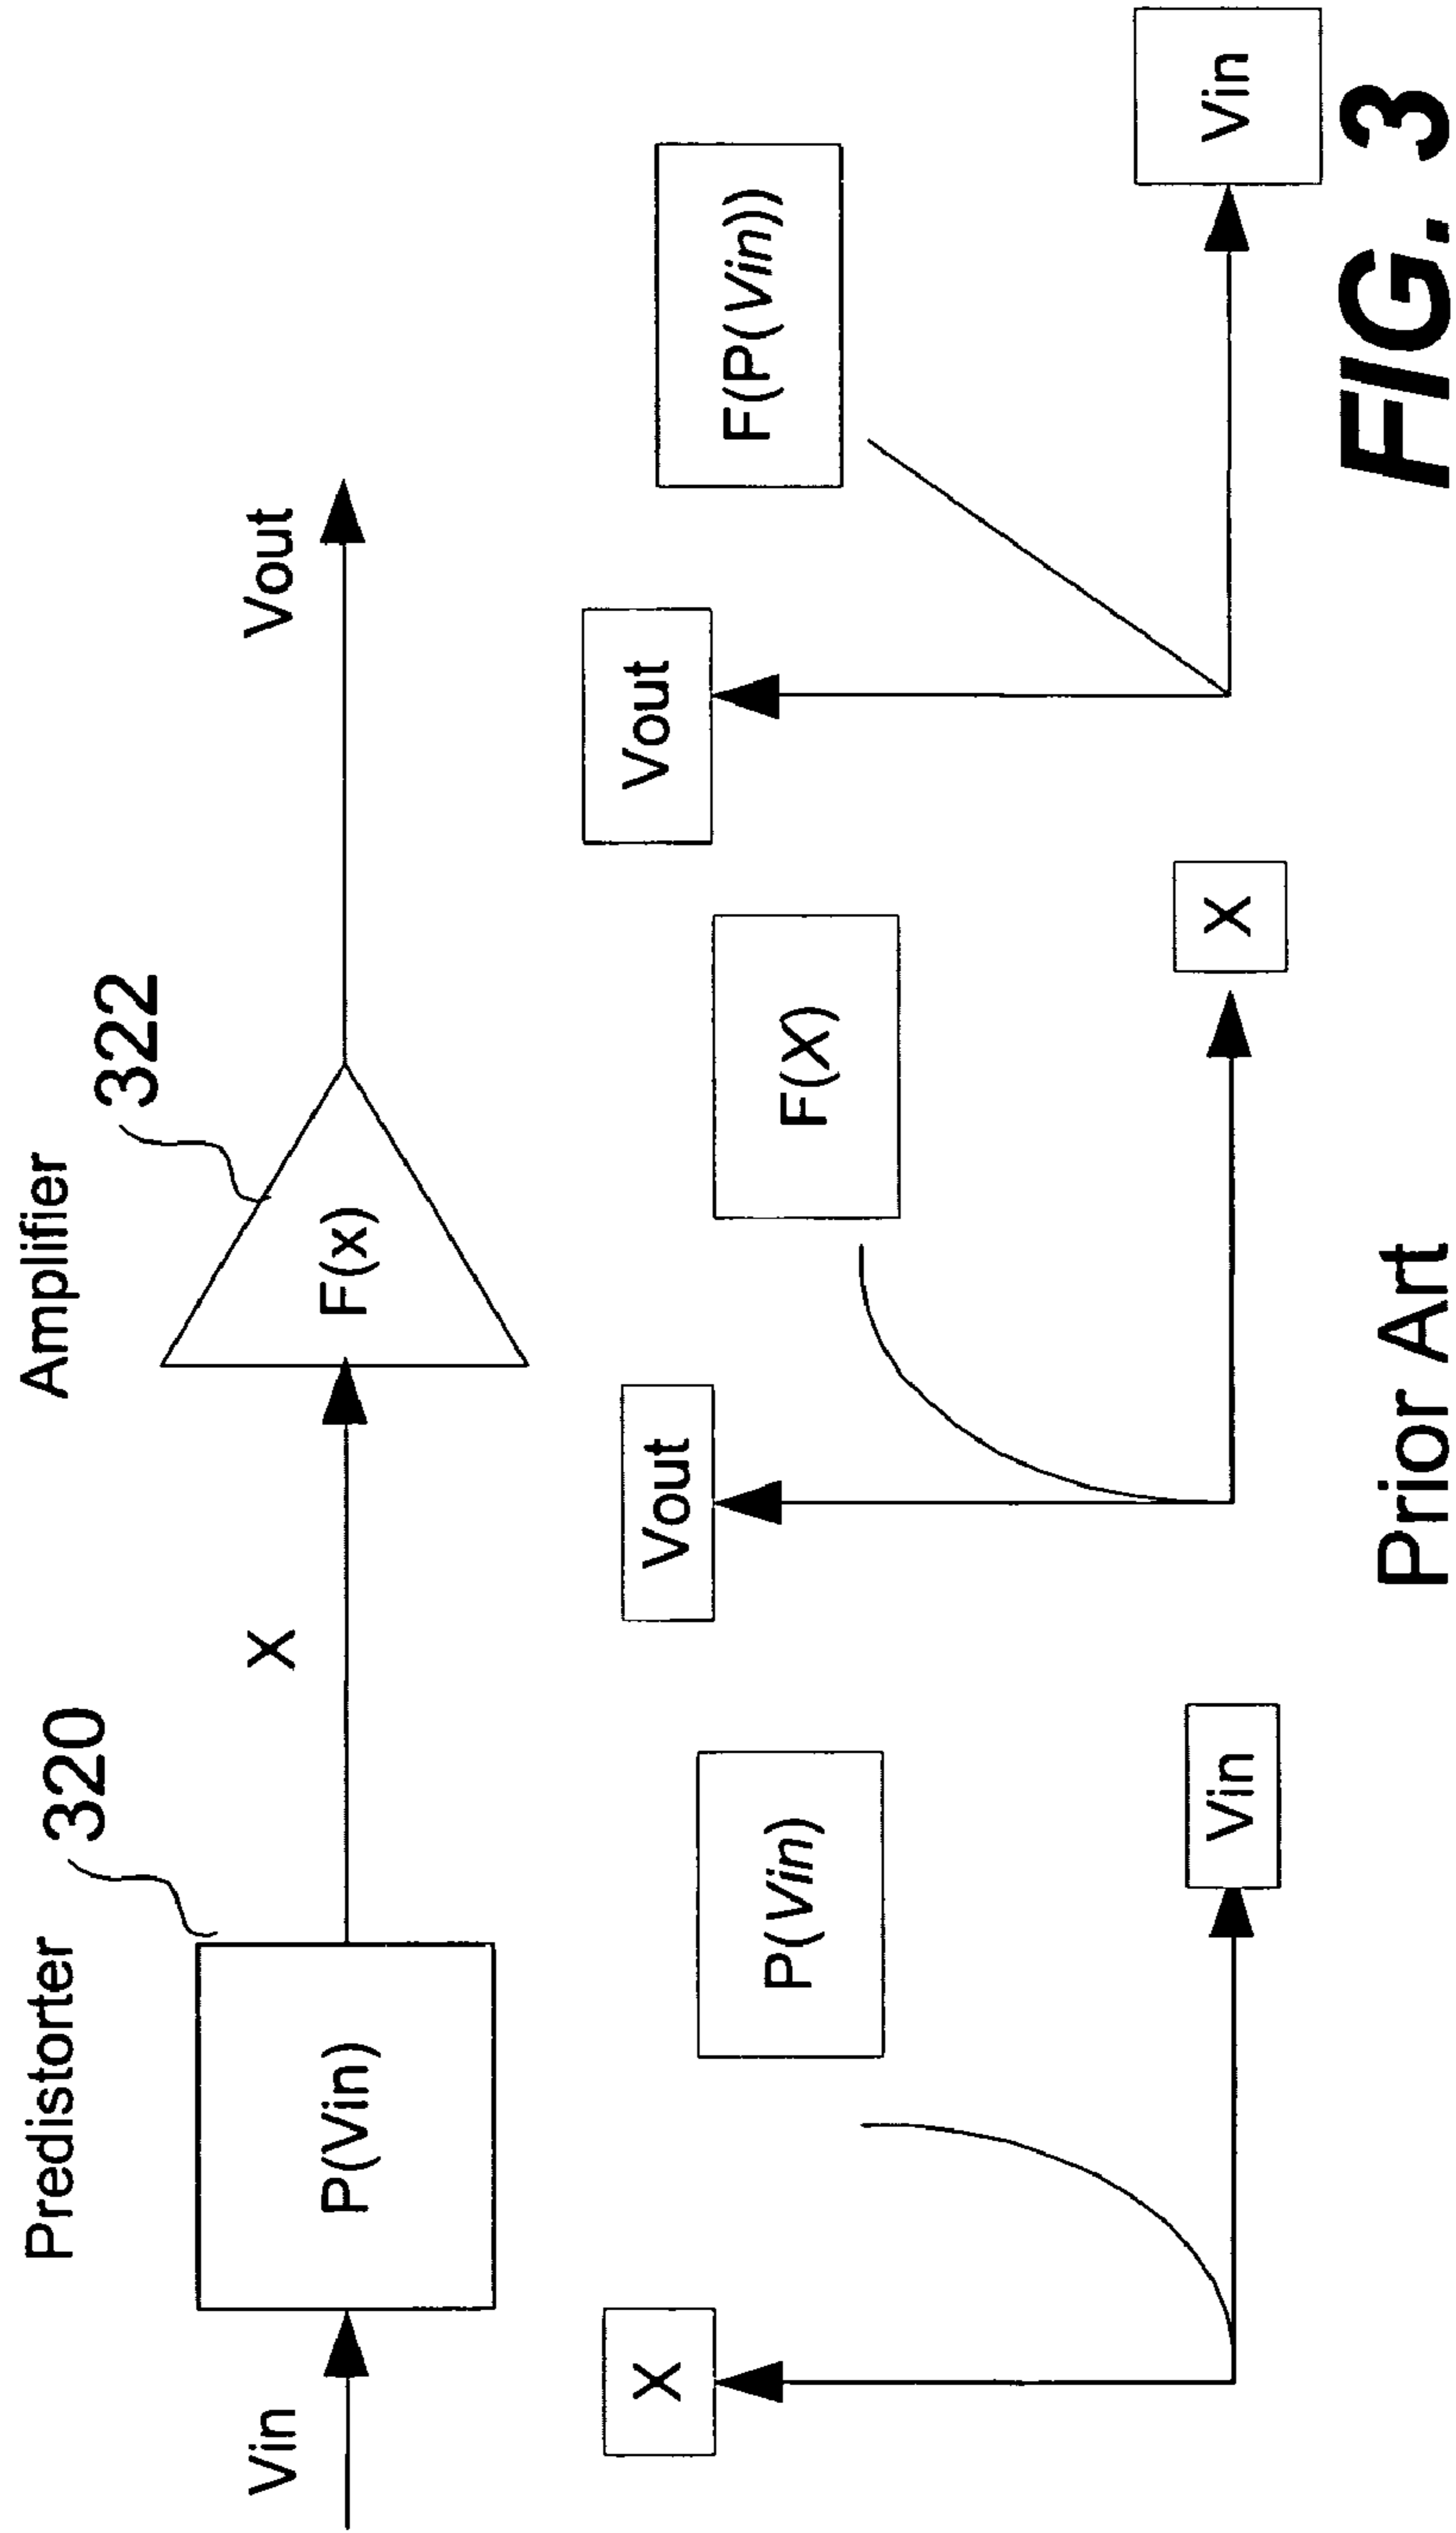 Predistorter
320
Amplifier
322
Vin
P(Vin)
X
F(x)
Vout
X
P(Vin)
Vin
Vout
F(X)
X
Vout
F(P(Vin))
Vin
Prior Art
FIG. 3